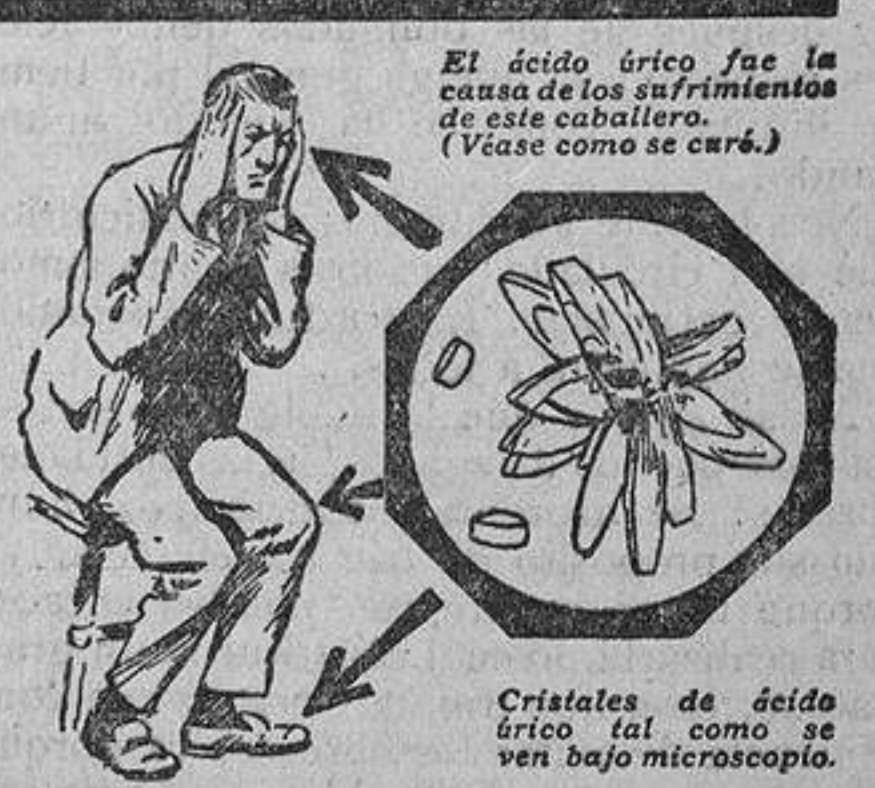 El ácido úrico fue la
causa de los sufrimientos
de este caballero.
(Véase como se curó.)
Cristales de ácido
úrico tal como se
ven bajo microscopio.